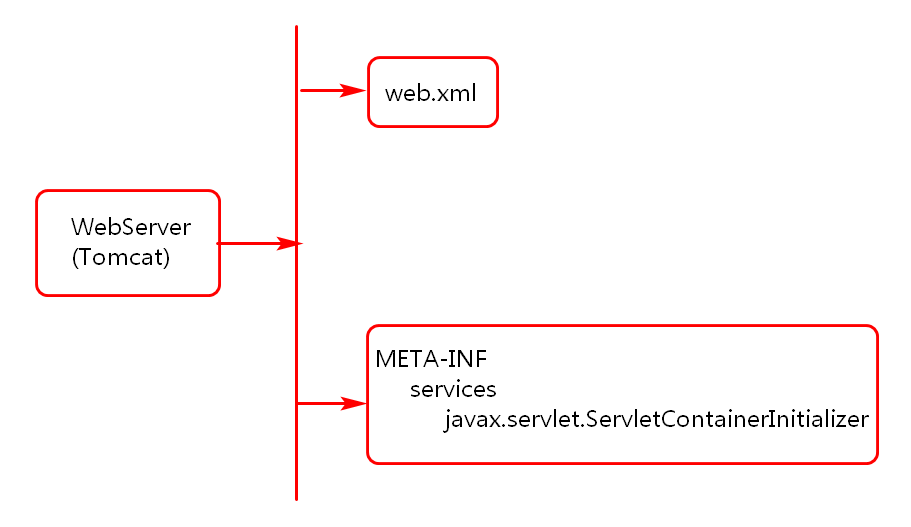 web.xml
WebServer
(Tomcat)
META-INF
services
javax.servlet.ServletContainerInitializer